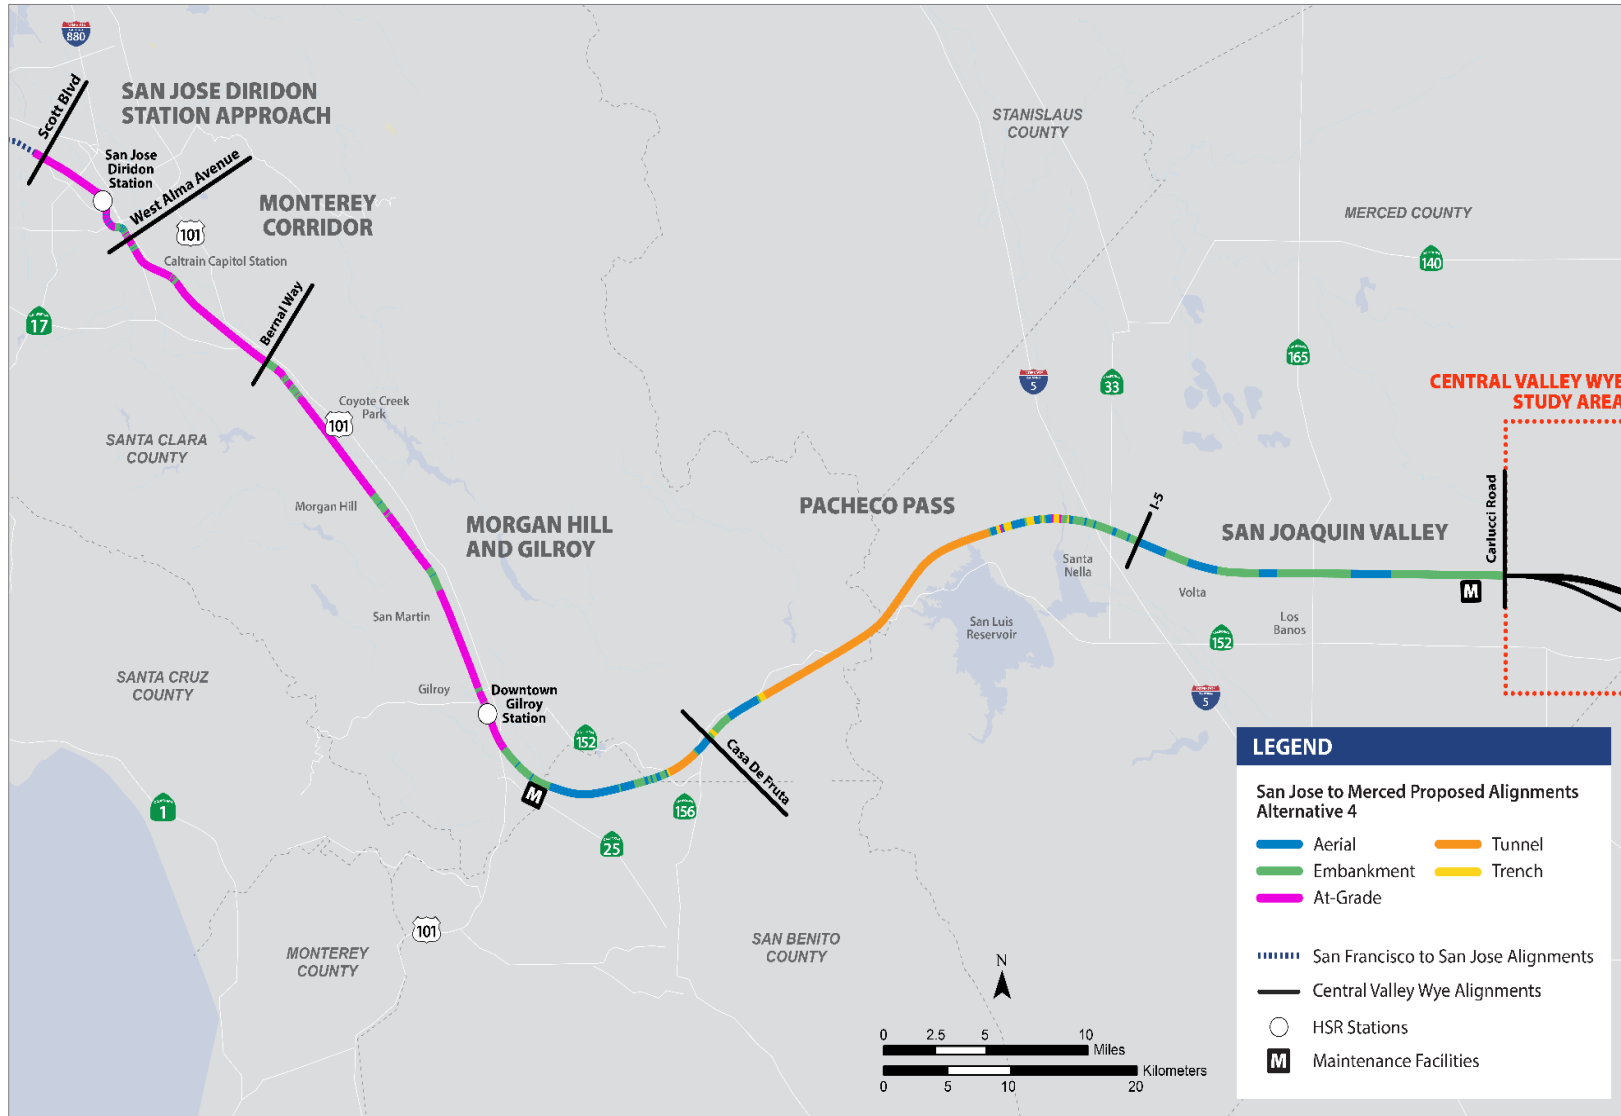 880
Scott Blvd
SAN JOSE DIRIDON
STATION APPROACH
San Jose
Diridon
Station
West Alma Avenue
MONTEREY
CORRIDOR
101
Caltrain Capitol Station
17
Bernal Way
STANISLAUS
COUNTY
MERCED COUNTY
140
165
5
33
CENTRAL VALLEY WYE
STUDY AREA
Coyote Creek
Park
101
SANTA CLARA
COUNTY
Morgan Hill
MORGAN HILL
AND GILROY
PACHECO PASS
I-5
SAN JOAQUIN VALLEY
Carlucci Road
Santa
Nella
Volta
M
Los
Banos
San Luis
Reservoir
152
San Martin
SANTA CRUZ
COUNTY
Gilroy
Downtown
Gilroy
Station
152
Casa De Fruta
5
M
156
1
25
101
MONTEREY
COUNTY
SAN BENITO
COUNTY
N
0 2.5 5 10
Miles
Kilometers
0 5 10 20
LEGEND
San Jose to Merced Proposed Alignments
Alternative 4
Aerial
Tunnel
Embankment
Trench
At-Grade
San Francisco to San Jose Alignments
Central Valley Wye Alignments
HSR Stations
M
Maintenance Facilities